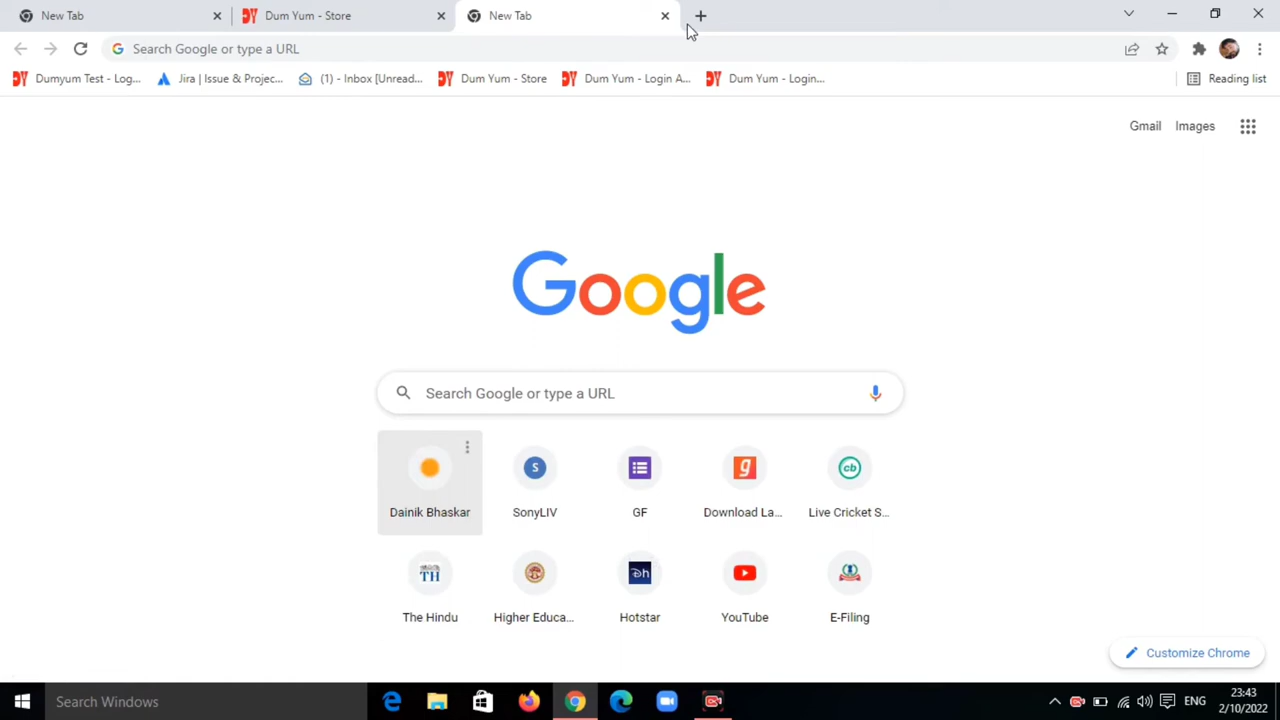 New Tab
Dum Yum - Store
New Tab
Search Google or type a URL
Dumyum Test - Log...
Jira | Issue & Projec...
(1) - Inbox [Unread...
Dum Yum - Store
Dum Yum - Login A...
Dum Yum - Login...
Reading list
Gmail
Images
Google
Search Google or type a URL
S
g
cb
Dainik Bhaskar
SonyLIV
GF
Download La...
Live Cricket S...
TH
Dh
The Hindu
Higher Educa...
Hotstar
YouTube
E-Filing
Customize Chrome
Search Windows
ENG
23:43
2/10/2022